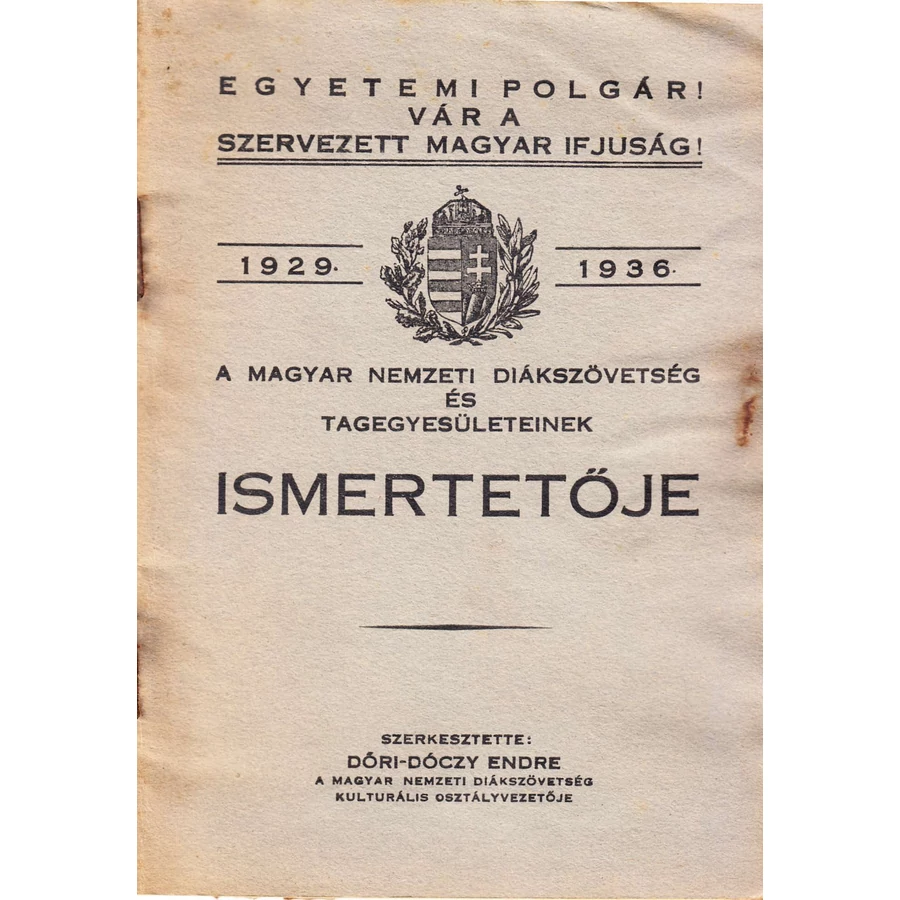 EGYETEMI POLGÁR!
VÁR A
SZERVEZETT MAGYAR IFJUSÁG!
1929. 1936.
A MAGYAR NEMZETI DIÁKSZÖVETSÉG
ÉS
TAGEGYESÜLETEINEK
ISMERTETŐJE
SZERKESZTETTE:
DŐRI-DÓCZY ENDRE
A MAGYAR NEMZETI DIÁKSZÖVETSÉG
KULTURÁLIS OSZTÁLYVEZETŐJE